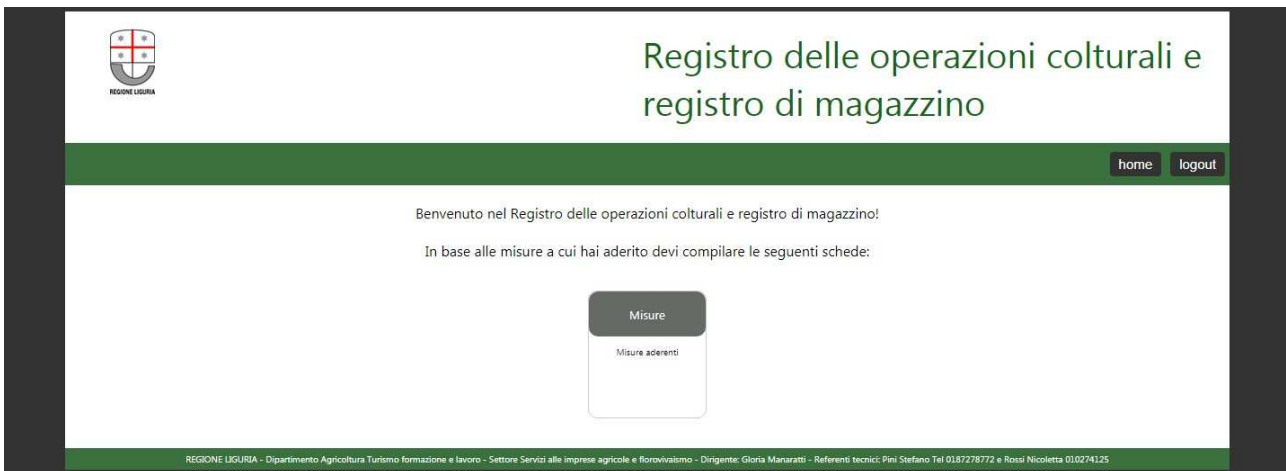 REGIONE LIGURIA
Registro delle operazioni colturali e
registro di magazzino
home logout
Benvenuto nel Registro delle operazioni colturali e registro di magazzino!
In base alle misure a cui hai aderito devi compilare le seguenti schede:
Misure
Misure aderenti
REGIONE LIGURIA - Dipartimento Agricoltura Turismo formazione e lavoro - Settore Servizi alle imprese agricole e florovivaismo - Dirigente: Gloria Manaratti - Referenti tecnici: Pini Stefano Tel 0187278772 e Rossi Nicoletta 010274125